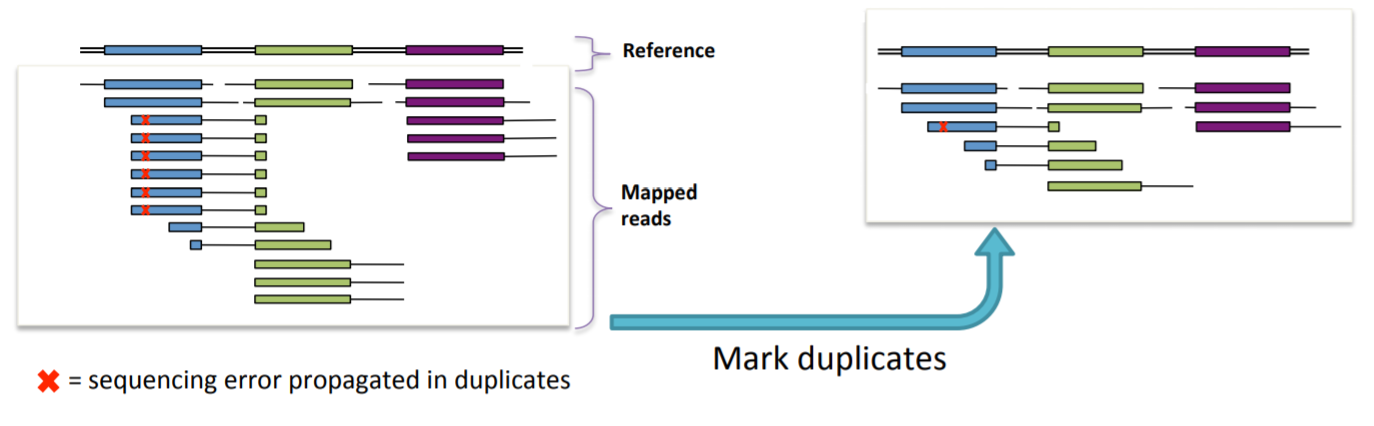 Reference
Mapped
reads
Mark duplicates
= sequencing error propagated in duplicates